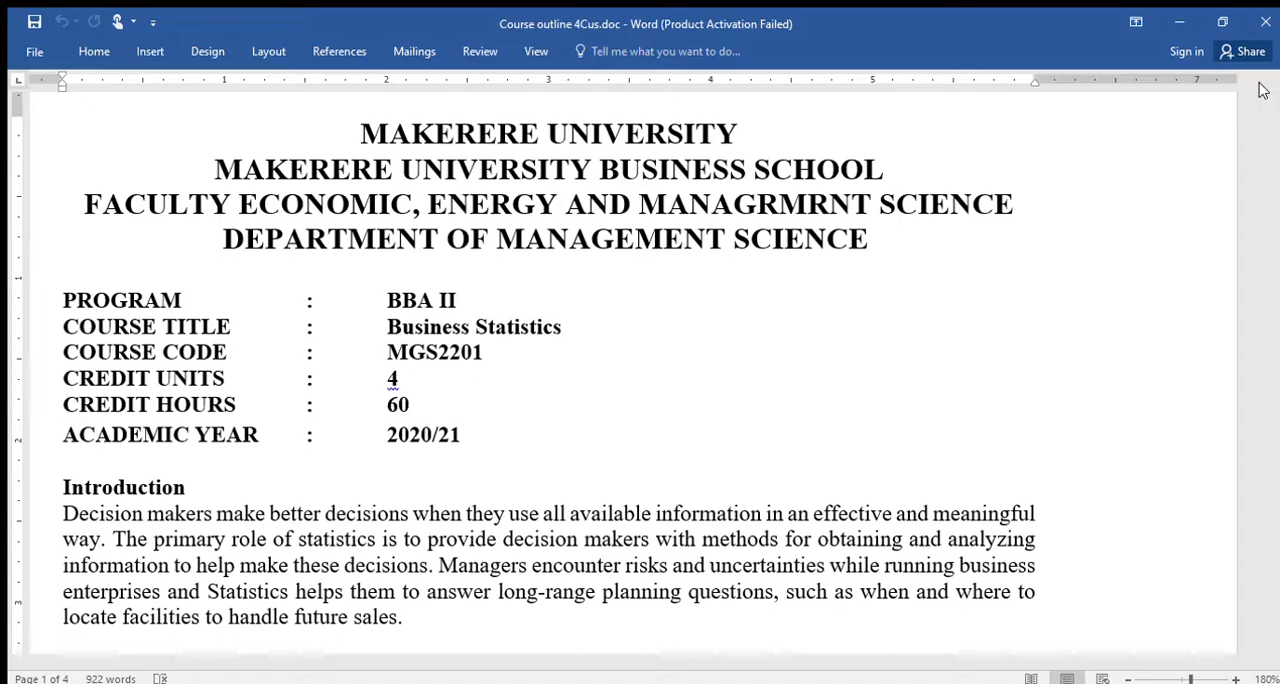 Course outline 4Cus.doc - Word (Product Activation Failed)
File Home Insert Design Layout References Mailings Review View Tell me what you want to do... Sign in Share
L 1 2 3 4 5 7
MAKERERE UNIVERSITY
MAKERERE UNIVERSITY BUSINESS SCHOOL
FACULTY ECONOMIC, ENERGY AND MANAGRMRNT SCIENCE
DEPARTMENT OF MANAGEMENT SCIENCE
PROGRAM : BBA II
COURSE TITLE : Business Statistics
COURSE CODE : MGS2201
CREDIT UNITS : 4
CREDIT HOURS : 60
ACADEMIC YEAR : 2020/21
Introduction
Decision makers make better decisions when they use all available information in an effective and meaningful
way. The primary role of statistics is to provide decision makers with methods for obtaining and analyzing
information to help make these decisions. Managers encounter risks and uncertainties while running business
enterprises and Statistics helps them to answer long-range planning questions, such as when and where to
locate facilities to handle future sales.
Page 1 of 4 922 words 180%